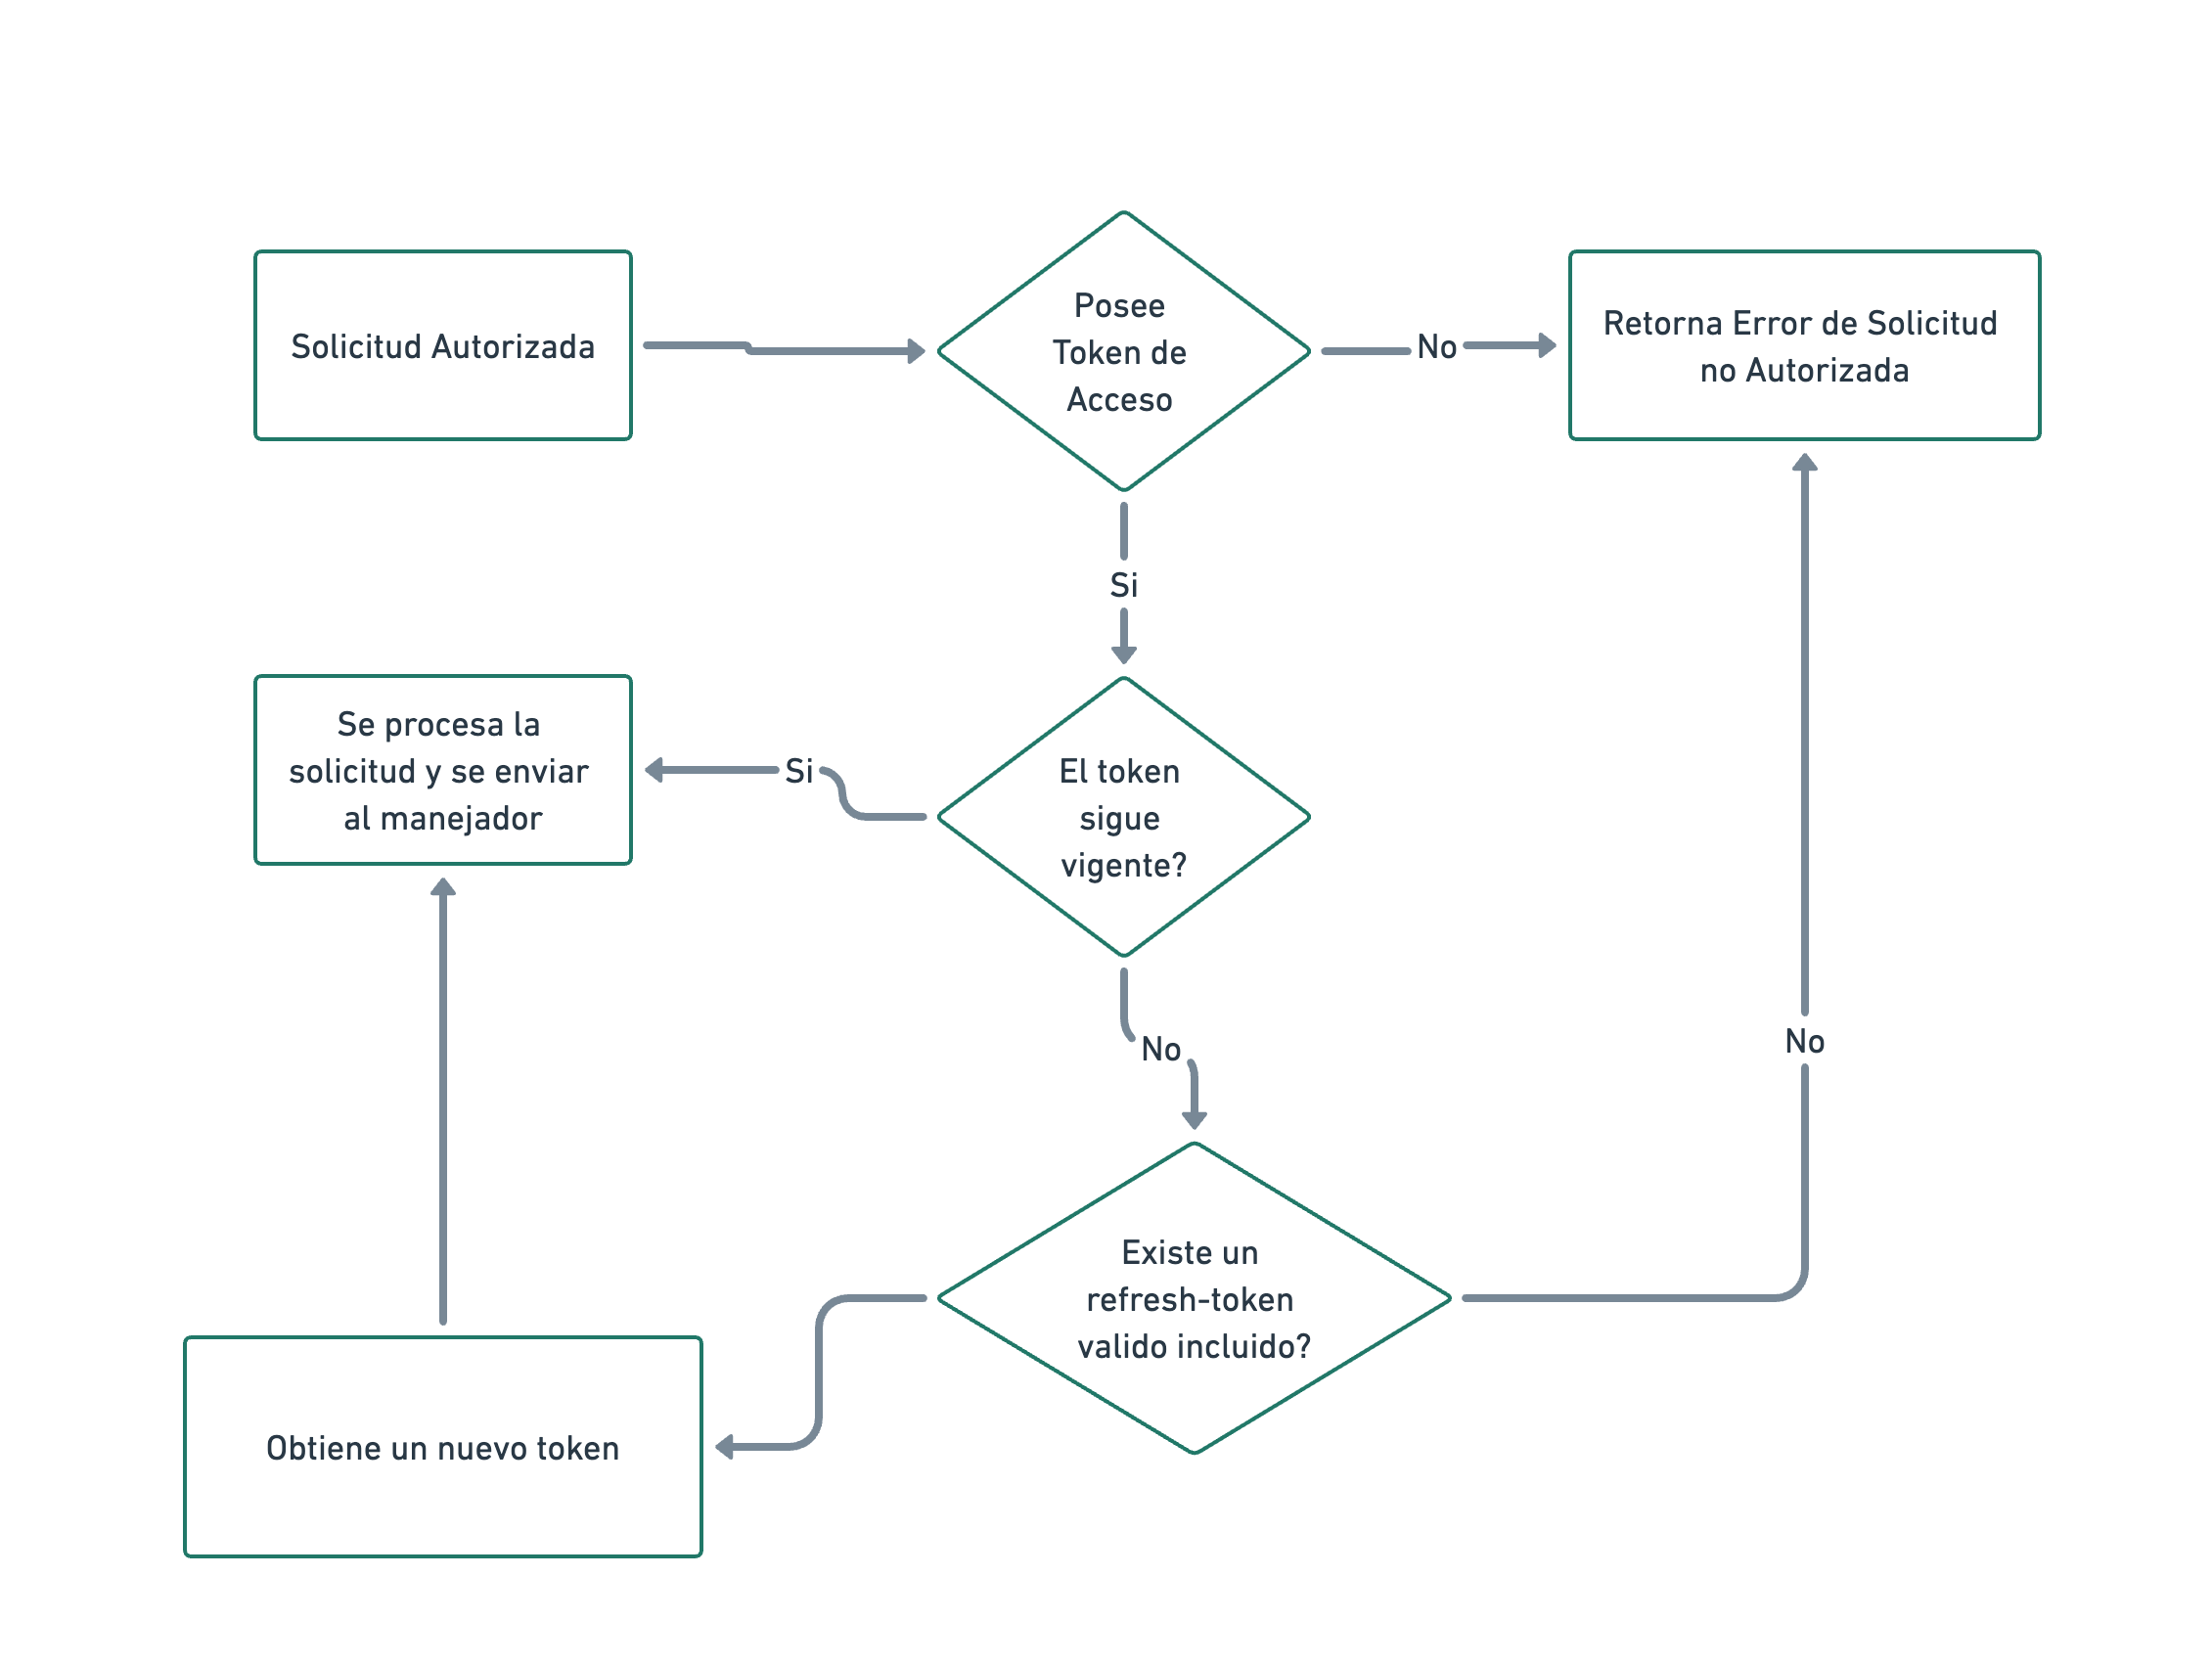 Solicitud Autorizada
Posee
Token de
Acceso
No
Retorna Error de Solicitud
no Autorizada
Si
Se procesa la
solicitud y se enviar
al manejador
Si
El token
sigue
vigente?
No
No
Existe un
refresh-token
valido incluido?
Obtiene un nuevo token